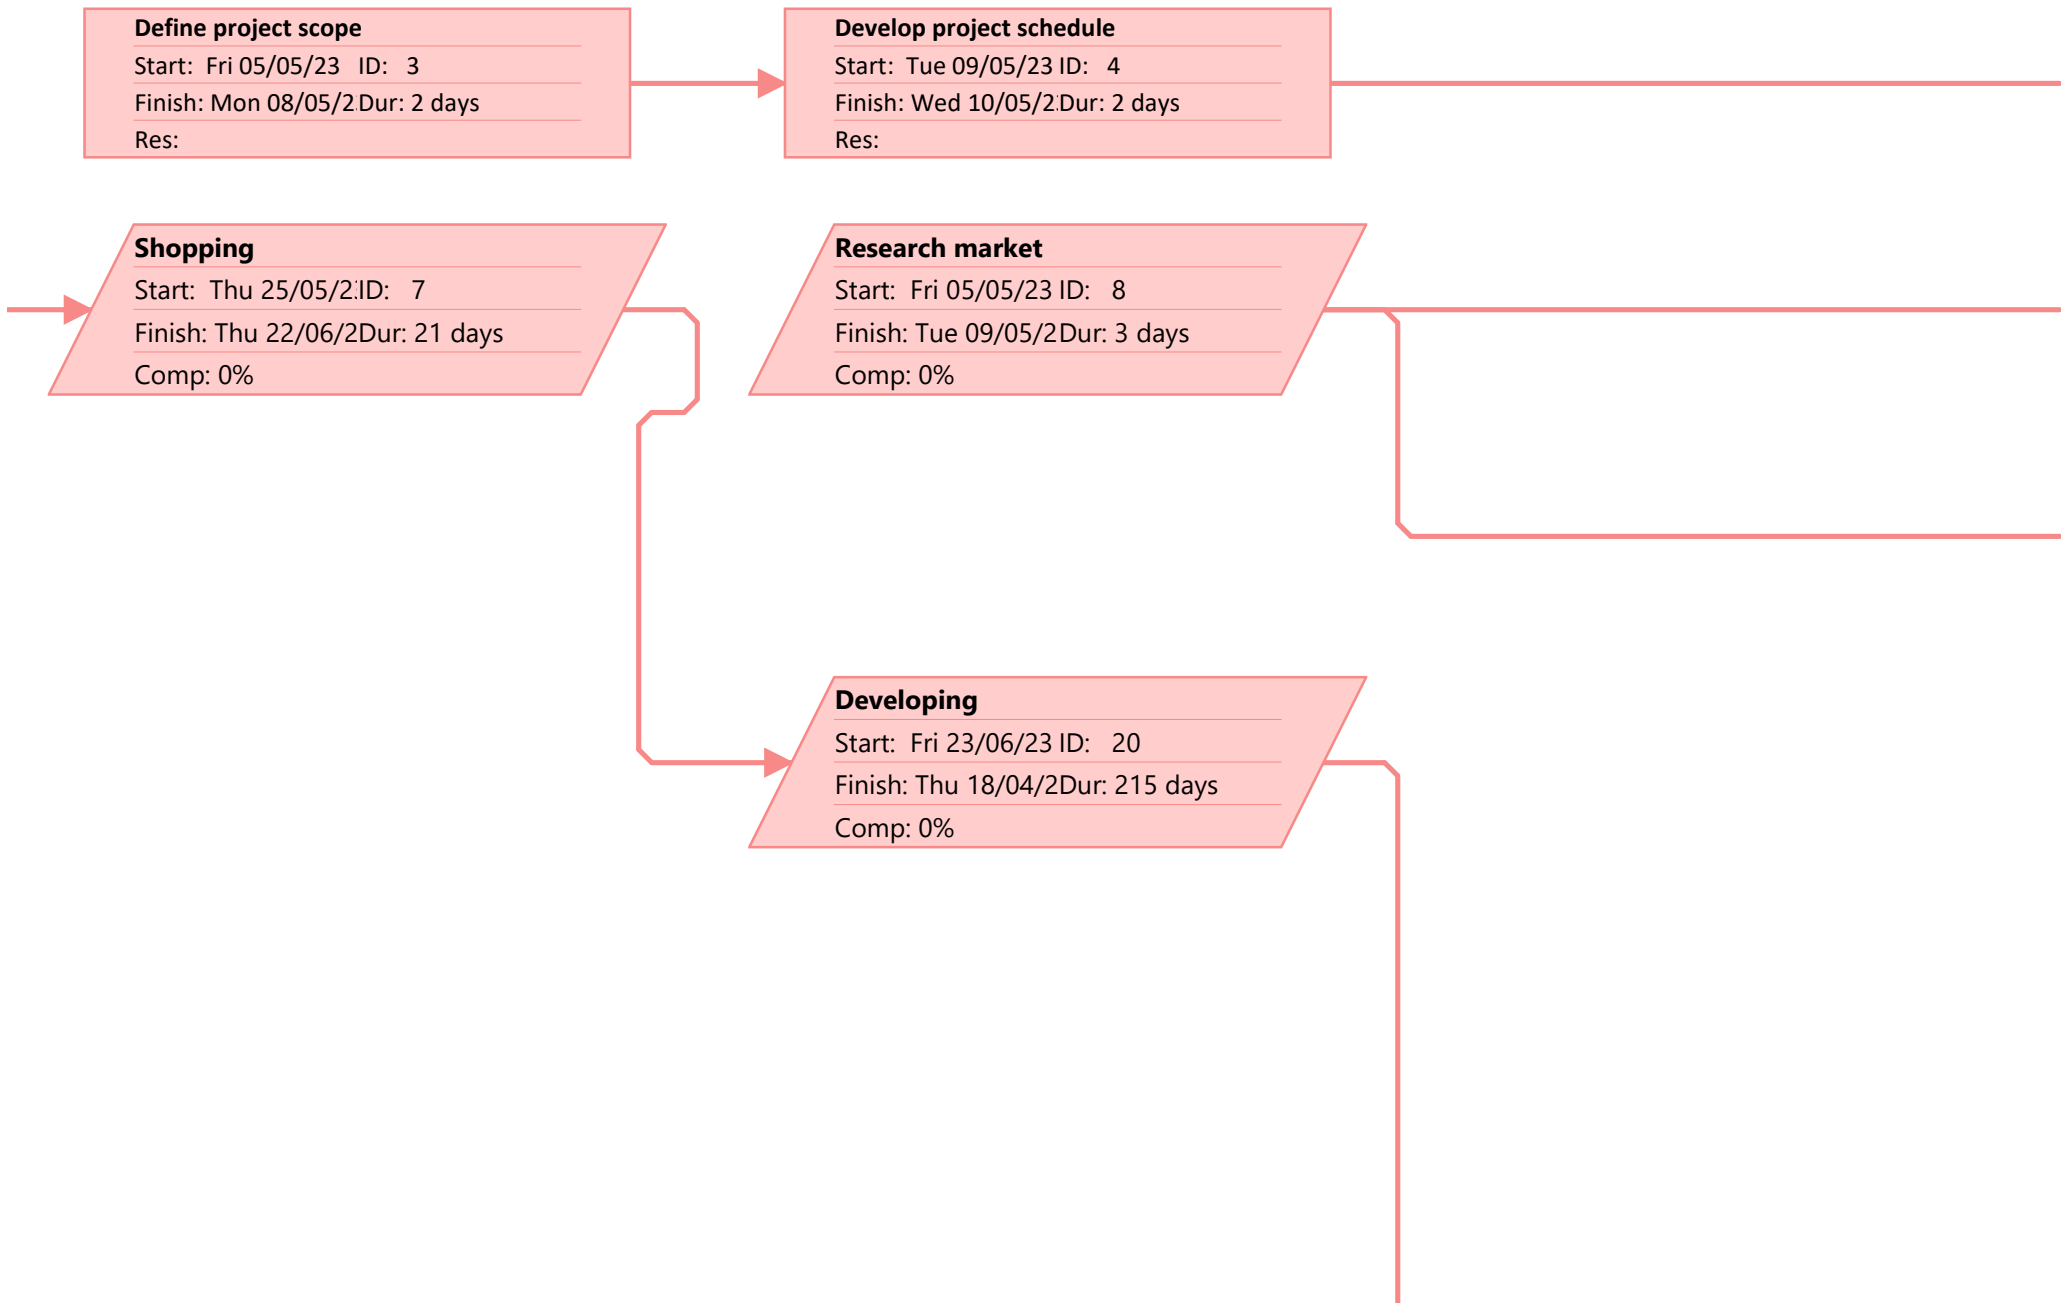 Define project scope
Start: Fri 05/05/23 ID: 3
Finish: Mon 08/05/2 Dur: 2 days
Res:
Develop project schedule
Start: Tue 09/05/23 ID: 4
Finish: Wed 10/05/2 Dur: 2 days
Res:
Shopping
Start: Thu 25/05/2 ID: 7
Finish: Thu 22/06/2 Dur: 21 days
Comp: 0%
Research market
Start: Fri 05/05/23 ID: 8
Finish: Tue 09/05/2 Dur: 3 days
Comp: 0%
Developing
Start: Fri 23/06/23 ID: 20
Finish: Thu 18/04/2 Dur: 215 days
Comp: 0%